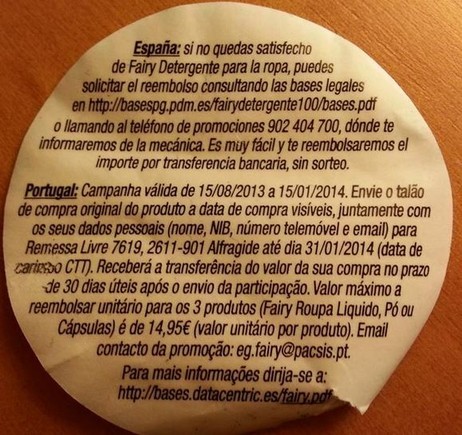 España: si no quedas satisfecho
de Fairy Detergente para la ropa, puedes
solicitar el reembolso consultando las bases legales
en http://basespg.pdm.es/fairydetergente100/bases.pdf
o llamando al teléfono de promociones 902 404 700, dónde te
informaremos de la mecánica. Es muy fácil y te reembolsaremos el
importe por transferencia bancaria, sin sorteo.
Portugal: Campanha válida de 15/08/2013 a 15/01/2014. Envie o talão
de compra original do produto a data de compra visíveis, juntamente com
os seus dados pessoais (nome, NIB, número telemóvel e email) para
Remessa Livre 7619, 2611-901 Alfragide até dia 31/01/2014 (data de
carimbo CTT). Receberá a transferência do valor da sua compra no prazo
de 30 dias úteis após o envio da participação. Valor máximo a
reembolsar unitário para os 3 produtos (Fairy Roupa Liquido, Pó ou
Cápsulas) é de 14,95€ (valor unitário por produto). Email
contacto da promoção: eg.fairy@pacsis.pt.
Para mais informações dirija-se a:
http://bases.datacentric.es/fairy.pdf